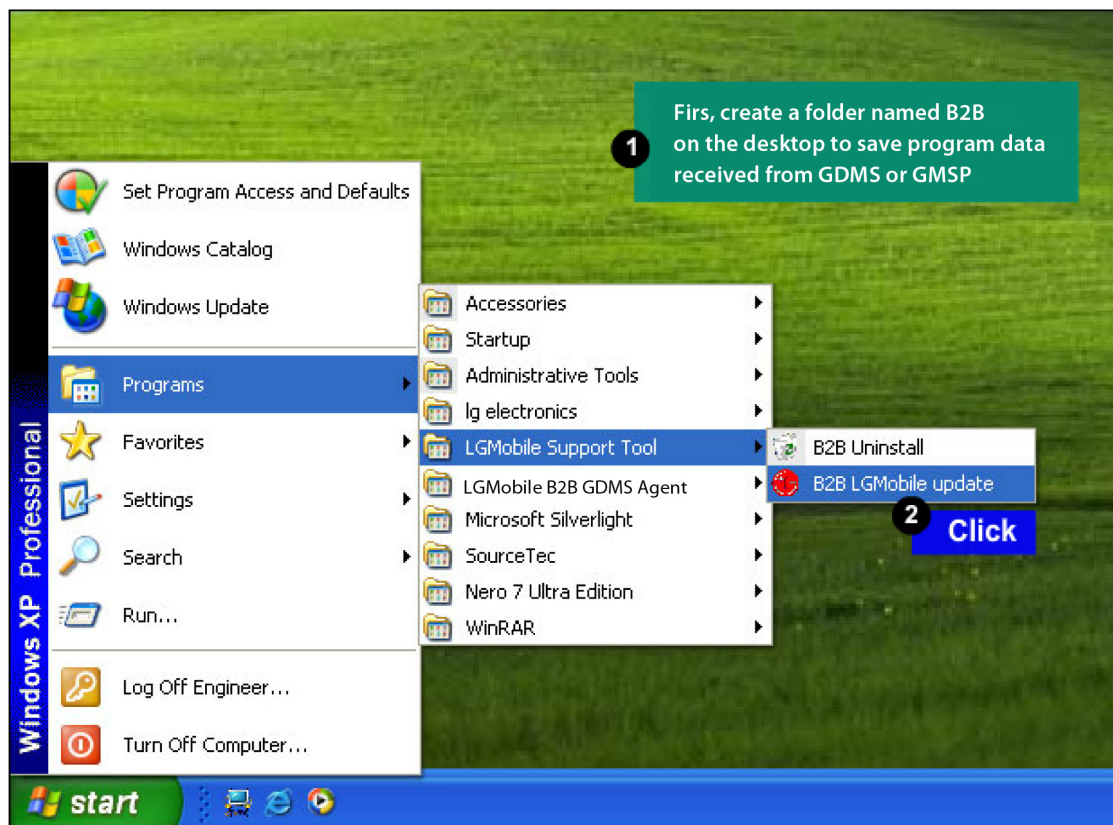 1
Firs, create a folder named B2B
on the desktop to save program data
received from GDMS or GMSP
Set Program Access and Defaults
Windows Catalog
Windows Update
Programs
Favorites
Settings
Search
Run...
Log Off Engineer...
Turn Off Computer...
Windows XP Professional
Accessories
Startup
Administrative Tools
lg electronics
LGMobile Support Tool
LGMobile B2B GDMS Agent
Microsoft Silverlight
SourceTec
Nero 7 Ultra Edition
WinRAR
B2B Uninstall
B2B LGMobile update
2
Click
start